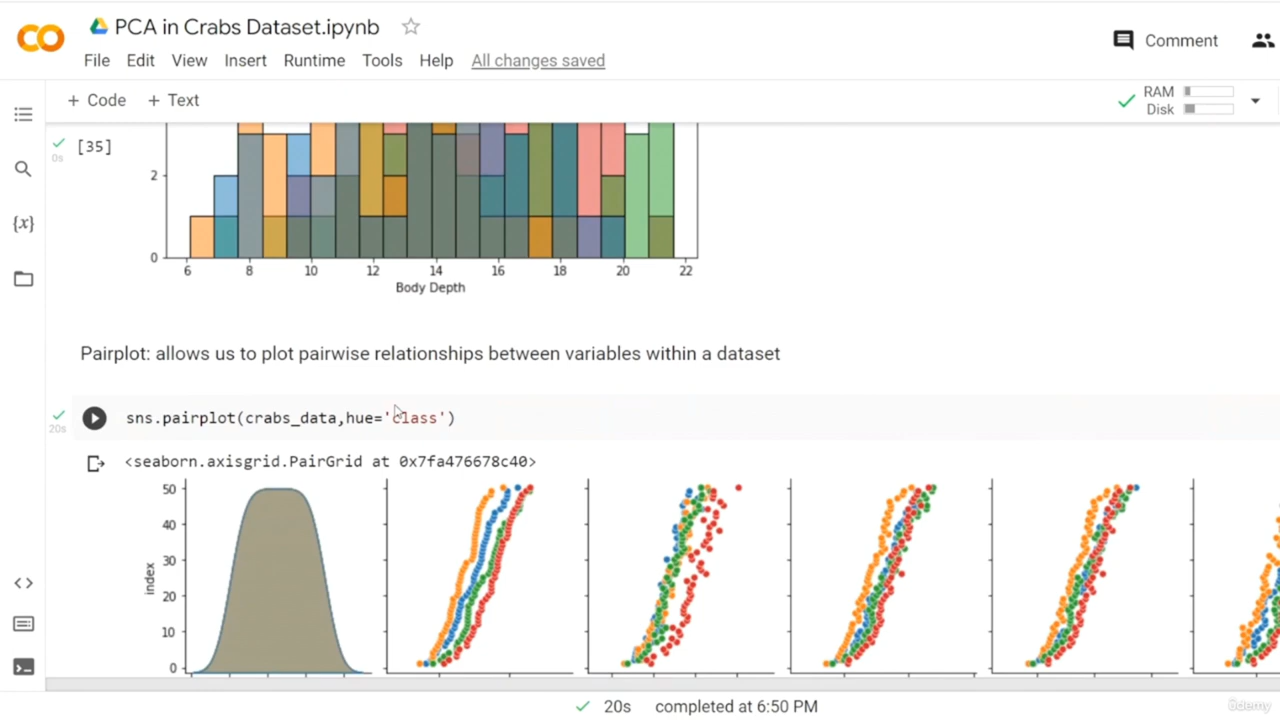 PCA in Crabs Dataset.ipynb
Comment
File Edit View Insert Runtime Tools Help All changes saved
+ Code + Text
RAM
Disk
0s
[35]
2
0
6 8 10 12 14 16 18 20 22
Body Depth
{x}
Pairplot: allows us to plot pairwise relationships between variables within a dataset
20s
sns.pairplot(crabs_data,hue='class')
<seaborn.axisgrid.PairGrid at 0x7fa476678c40>
50
40
30
20
10
0
index
20s completed at 6:50 PM
ûdemy